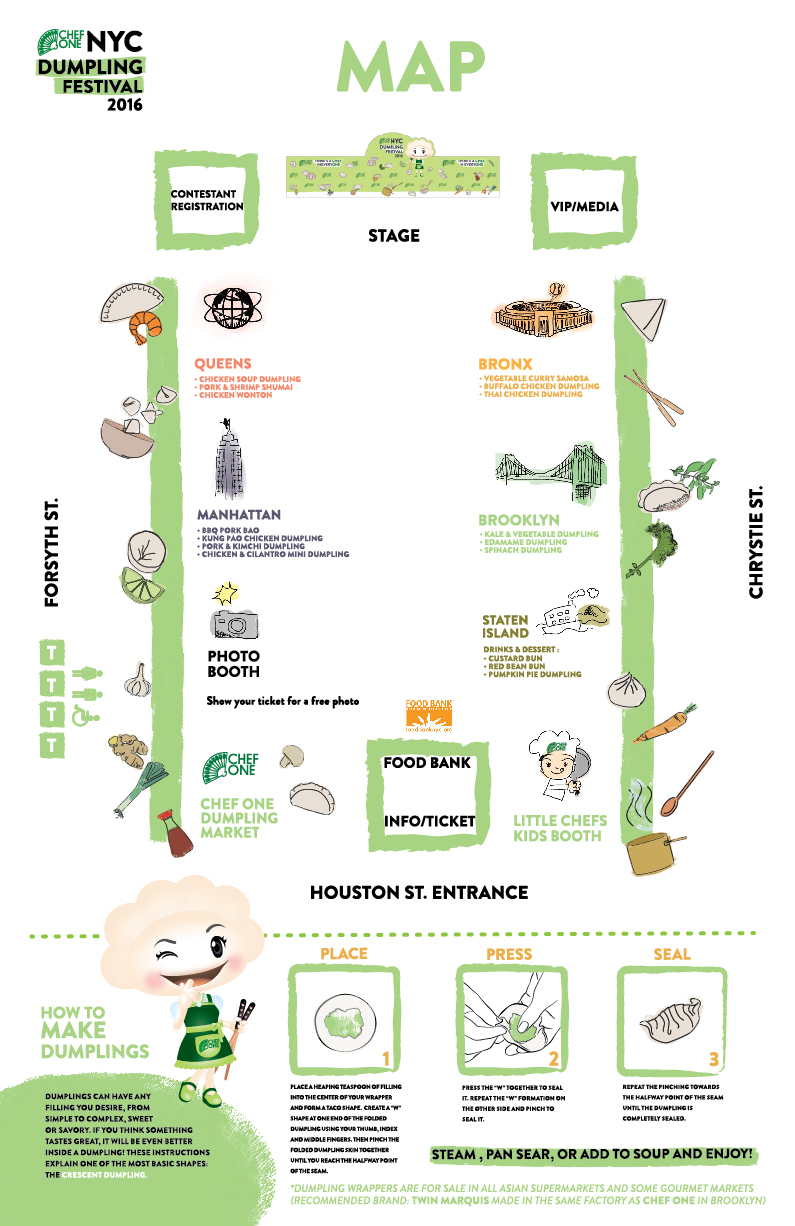 CHEF ONE NYC
DUMPLING
FESTIVAL
2016
MAP
NYC
DUMPLING
FESTIVAL
2016
CONTESTANT
REGISTRATION
VIP/MEDIA
STAGE
QUEENS
• CHICKEN SOUP DUMPLING
• PORK & SHRIMP SHUMAI
• CHICKEN WONTON
BRONX
• VEGETABLE CURRY SAMOSA
• BUFFALO CHICKEN DUMPLING
• THAI CHICKEN DUMPLING
MANHATTAN
• BBQ PORK BAO
• KUNG PAO CHICKEN DUMPLING
• PORK & KIMCHI DUMPLING
• CHICKEN & CILANTRO MINI DUMPLING
BROOKLYN
• KALE & VEGETABLE DUMPLING
• EDAMAME DUMPLING
• SPINACH DUMPLING
FORSYTH ST.
CHRYSTIE ST.
PHOTO
BOOTH
Show your ticket for a free photo
STATEN
ISLAND
DRINKS & DESSERT :
• CUSTARD BUN
• RED BEAN BUN
• PUMPKIN PIE DUMPLING
T
T
T
T
FOOD BANK
CHEF
ONE
CHEF ONE
DUMPLING
MARKET
FOOD BANK
INFO/TICKET
LITTLE CHEFS
KIDS BOOTH
HOUSTON ST. ENTRANCE
HOW TO
MAKE
DUMPLINGS
CHEF
ONE
DUMPLINGS CAN HAVE ANY
FILLING YOU DESIRE, FROM
SIMPLE TO COMPLEX, SWEET
OR SAVORY. IF YOU THINK SOMETHING
TASTES GREAT, IT WILL BE EVEN BETTER
INSIDE A DUMPLING! THESE INSTRUCTIONS
EXPLAIN ONE OF THE MOST BASIC SHAPES:
THE CRESCENT DUMPLING.
PLACE
1
PLACE A HEAPING TEASPOON OF FILLING
INTO THE CENTER OF YOUR WRAPPER
AND FORM A TACO SHAPE. CREATE A "W"
SHAPE AT ONE END OF THE FOLDED
DUMPLING USING YOUR THUMB, INDEX
AND MIDDLE FINGERS. THEN PINCH THE
FOLDED DUMPLING SKIN TOGETHER
UNTIL YOU REACH THE HALFWAY POINT
OF THE SEAM.
PRESS
2
PRESS THE "W" TOGETHER TO SEAL
IT. REPEAT THE "W" FORMATION ON
THE OTHER SIDE AND PINCH TO
SEAL IT.
SEAL
3
REPEAT THE PINCHING TOWARDS
THE HALFWAY POINT OF THE SEAM
UNTIL THE DUMPLING IS
COMPLETELY SEALED.
STEAM , PAN SEAR, OR ADD TO SOUP AND ENJOY!
*DUMPLING WRAPPERS ARE FOR SALE IN ALL ASIAN SUPERMARKETS AND SOME GOURMET MARKETS
(RECOMMENDED BRAND: TWIN MARQUIS MADE IN THE SAME FACTORY AS CHEF ONE IN BROOKLYN)